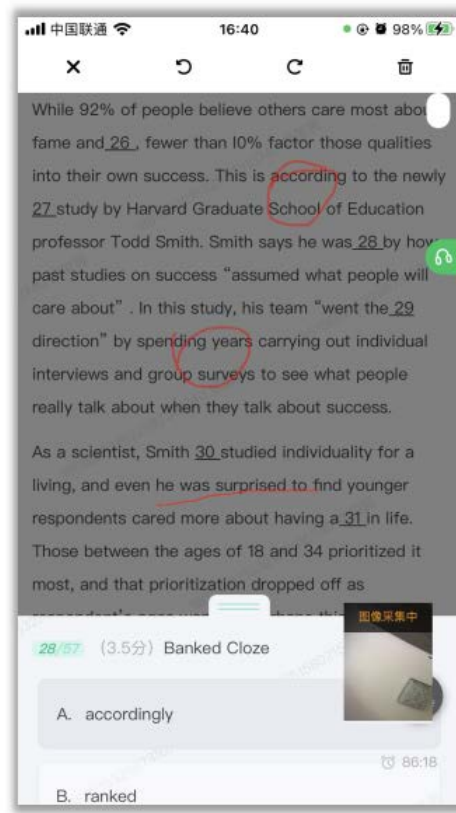 中国联通 16:40 98%
While 92% of people believe others care most abou
fame and 26 , fewer than 10% factor those qualities
into their own success. This is according to the newly
27 study by Harvard Graduate School of Education
professor Todd Smith. Smith says he was 28 by how
past studies on success “assumed what people will
care about” . In this study, his team “went the 29
direction” by spending years carrying out individual
interviews and group surveys to see what people
really talk about when they talk about success.
As a scientist, Smith 30 studied individuality for a
living, and even he was surprised to find younger
respondents cared more about having a 31 in life.
Those between the ages of 18 and 34 prioritized it
most, and that prioritization dropped off as
图像采集中
28/57 (3.5分) Banked Cloze
A. accordingly
86:18
B. ranked